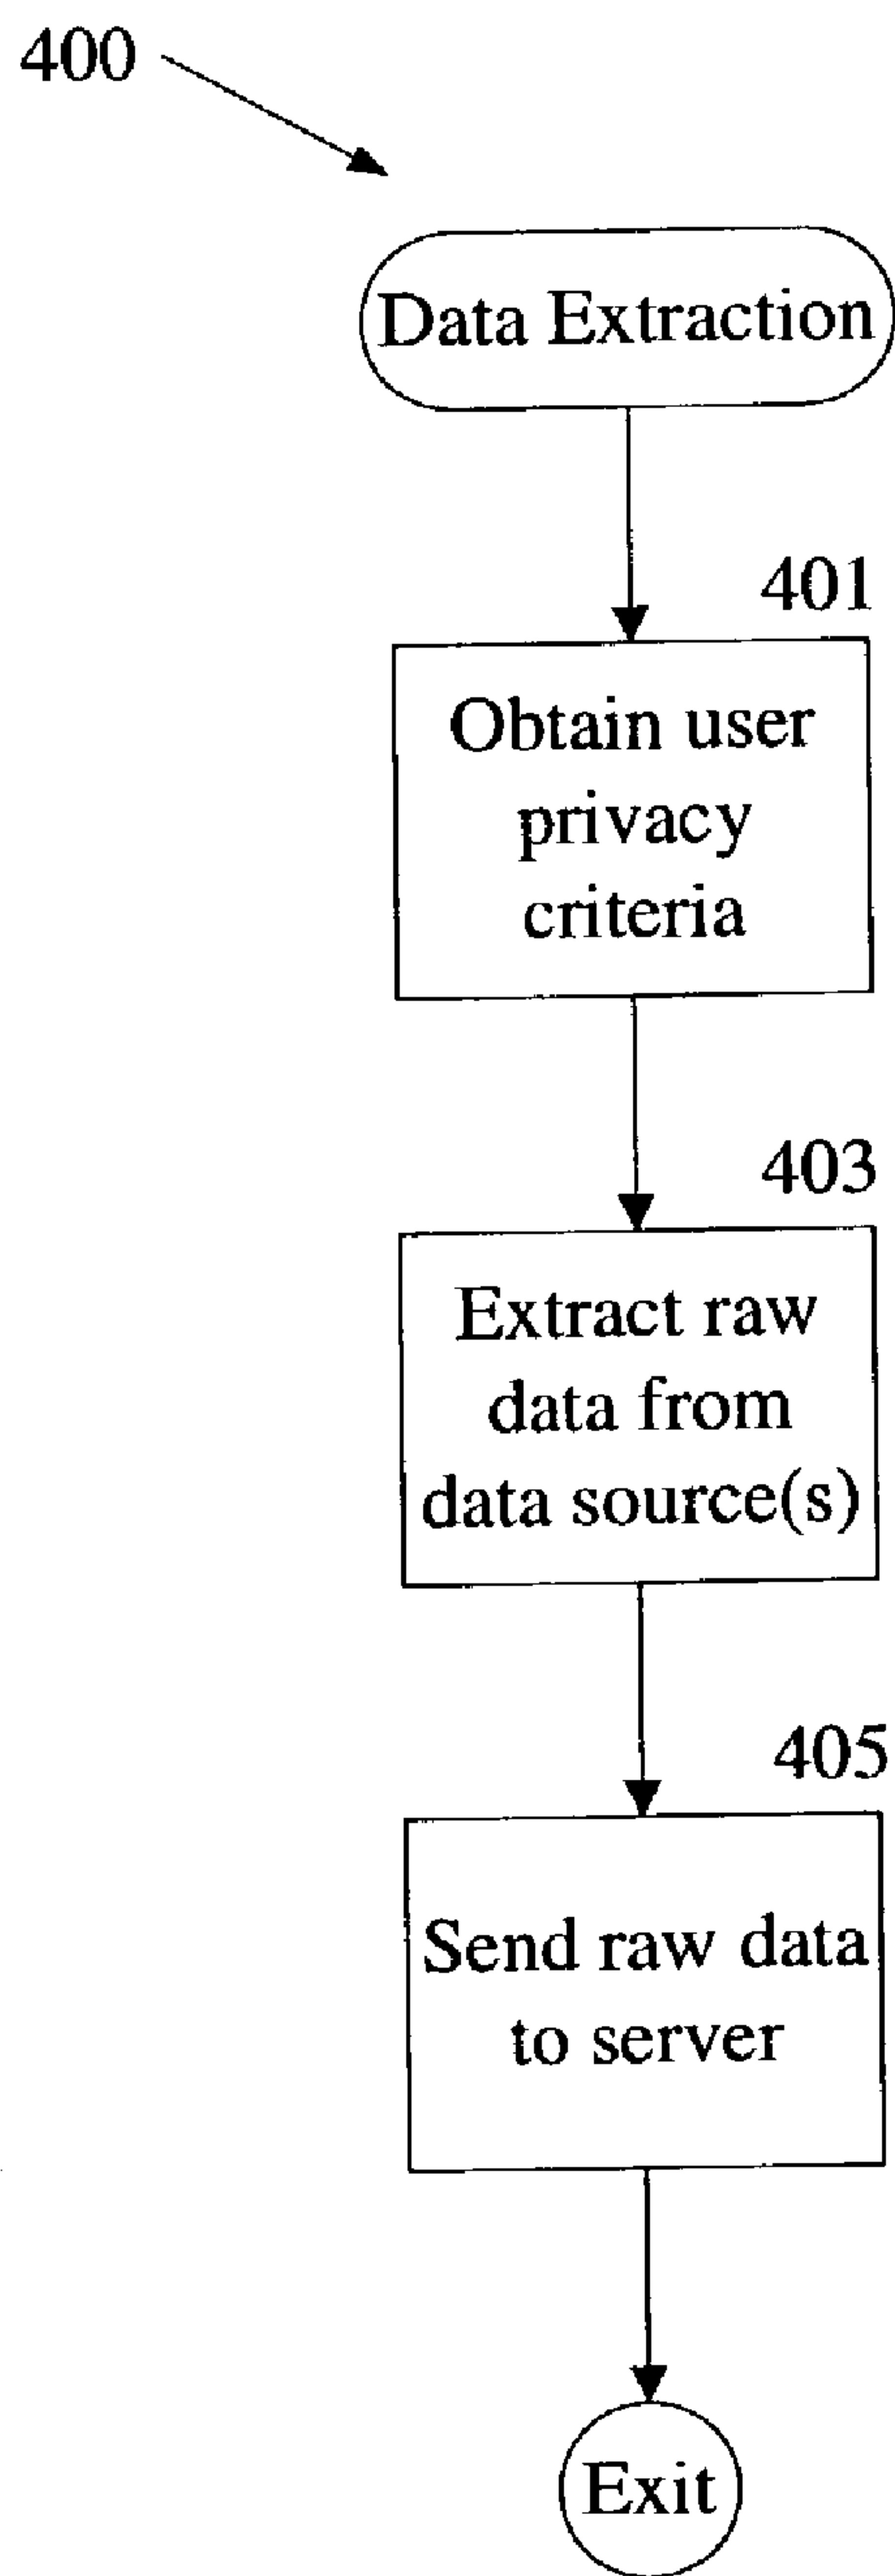 400
Data Extraction
401
Obtain user
privacy
criteria
403
Extract raw
data from
data source(s)
405
Send raw data
to server
Exit